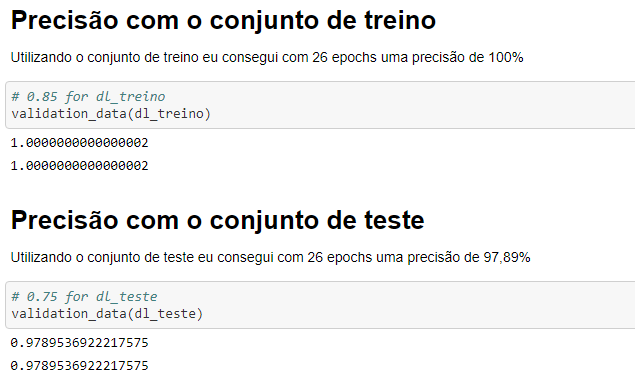 Precisão com o conjunto de treino
Utilizando o conjunto de treino eu consegui com 26 epochs uma precisão de 100%
# 0.85 for dl_treino
validation_data(dl_treino)
1.0000000000000002
1.0000000000000002
Precisão com o conjunto de teste
Utilizando o conjunto de teste eu consegui com 26 epochs uma precisão de 97,89%
# 0.75 for dl_teste
validation_data(dl_teste)
0.9789536922217575
0.9789536922217575